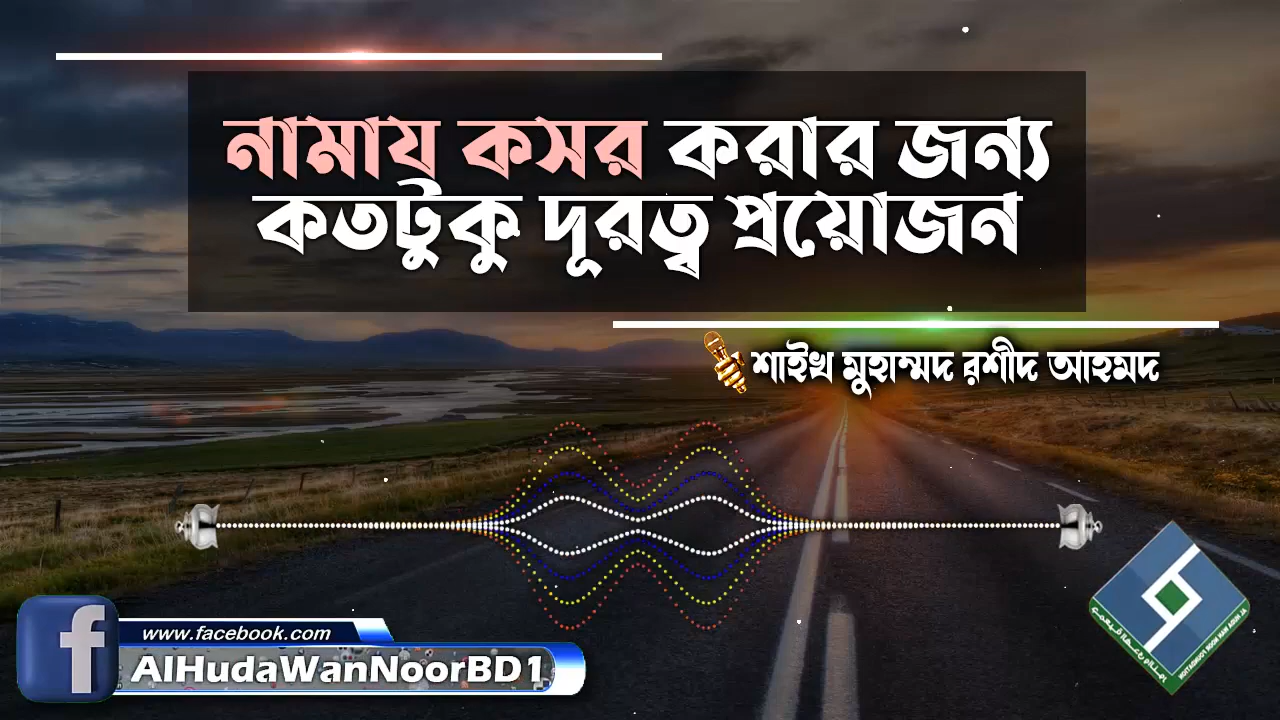 নামায কসর করার জন্য
কতটুকু দূরত্ব প্রয়োজন
শাইখ মুহাম্মদ রশীদ আহমদ
www.facebook.com
AlHudaWanNoorBD1